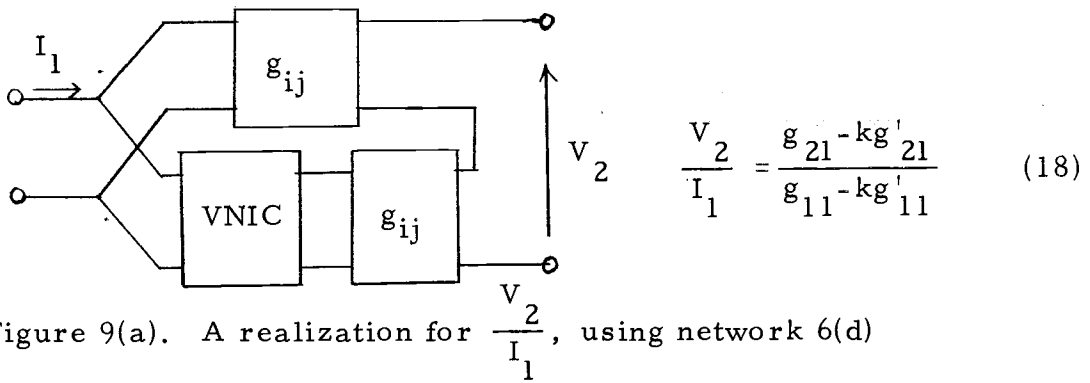 I1
gij
VNIC
gij
V2
V2/I1 = (g21-kg'21)/(g11-kg'11) (18)
igure 9(a). A realization for V2/I1, using network 6(d)